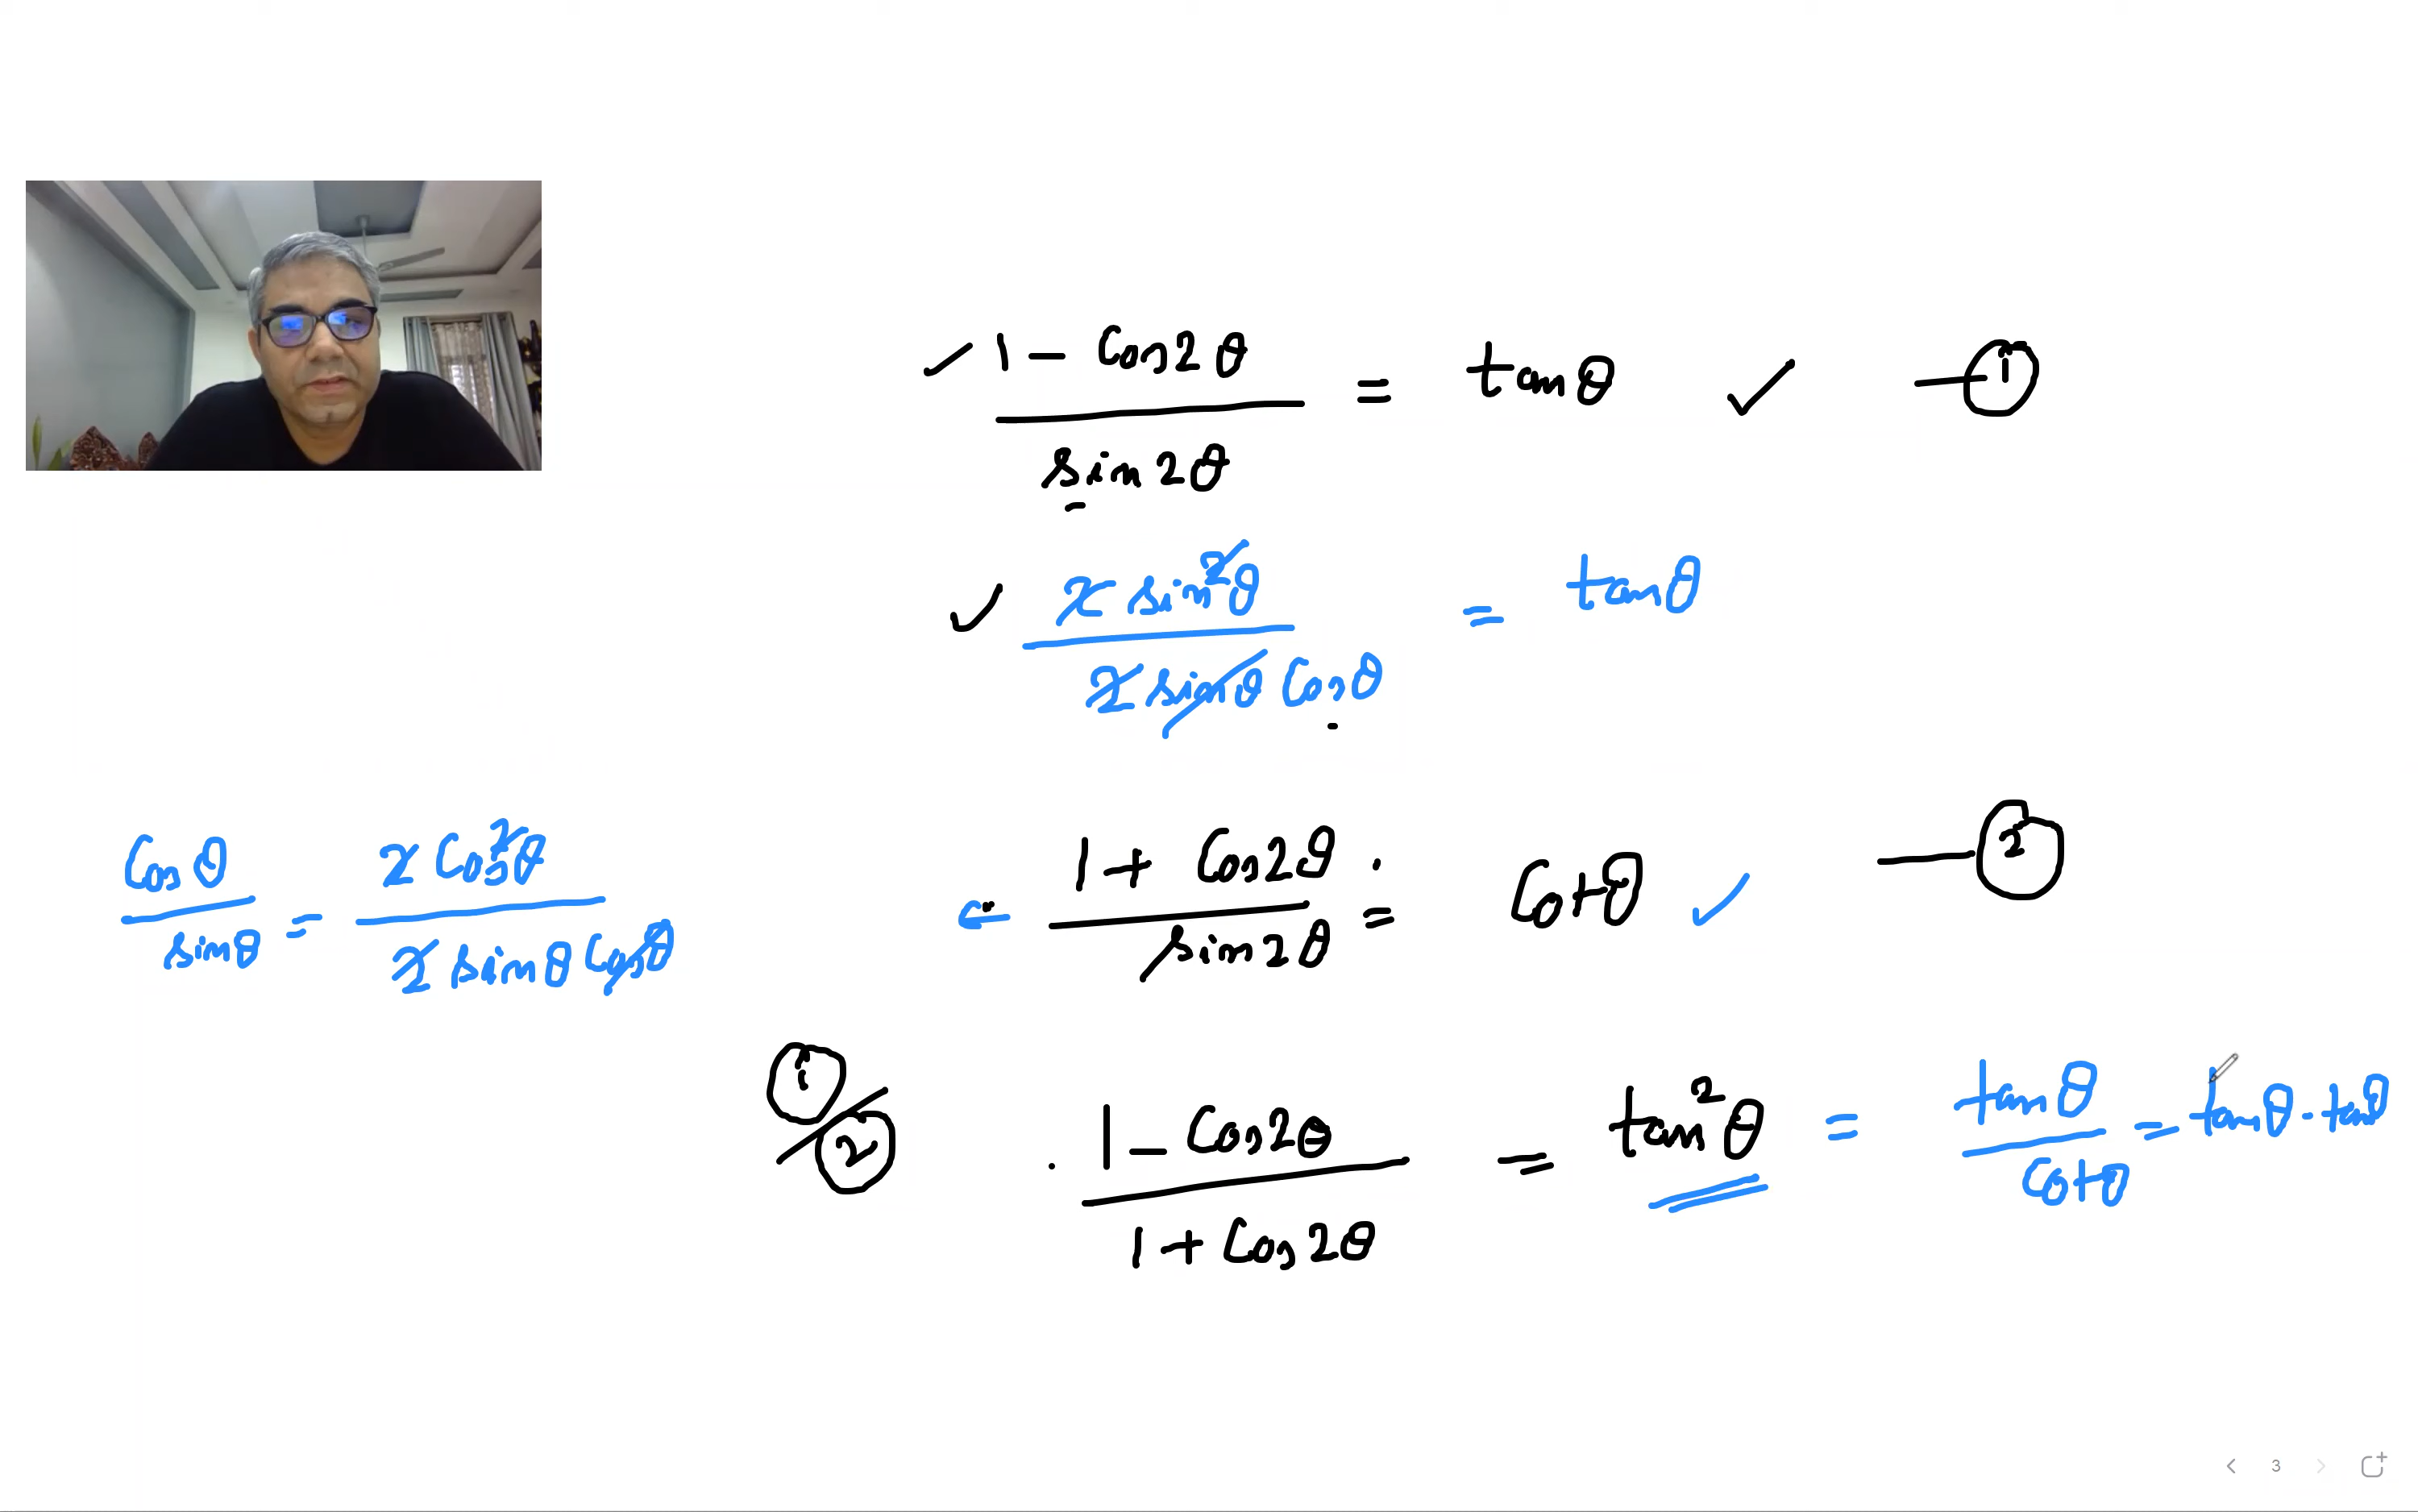 1 - Cos2θ / sin2θ = tanθ ✓ — ①
2 sin²θ / 2 sinθ Cosθ = tanθ
Cosθ / sinθ = 2 Cos²θ / 2 sinθ Cosθ = 1 + Cos2θ / sin2θ = Cotθ ✓ — ②
① / ② 1 - Cos2θ / 1 + Cos2θ = tan²θ = tanθ / Cotθ = tanθ · tanθ
3